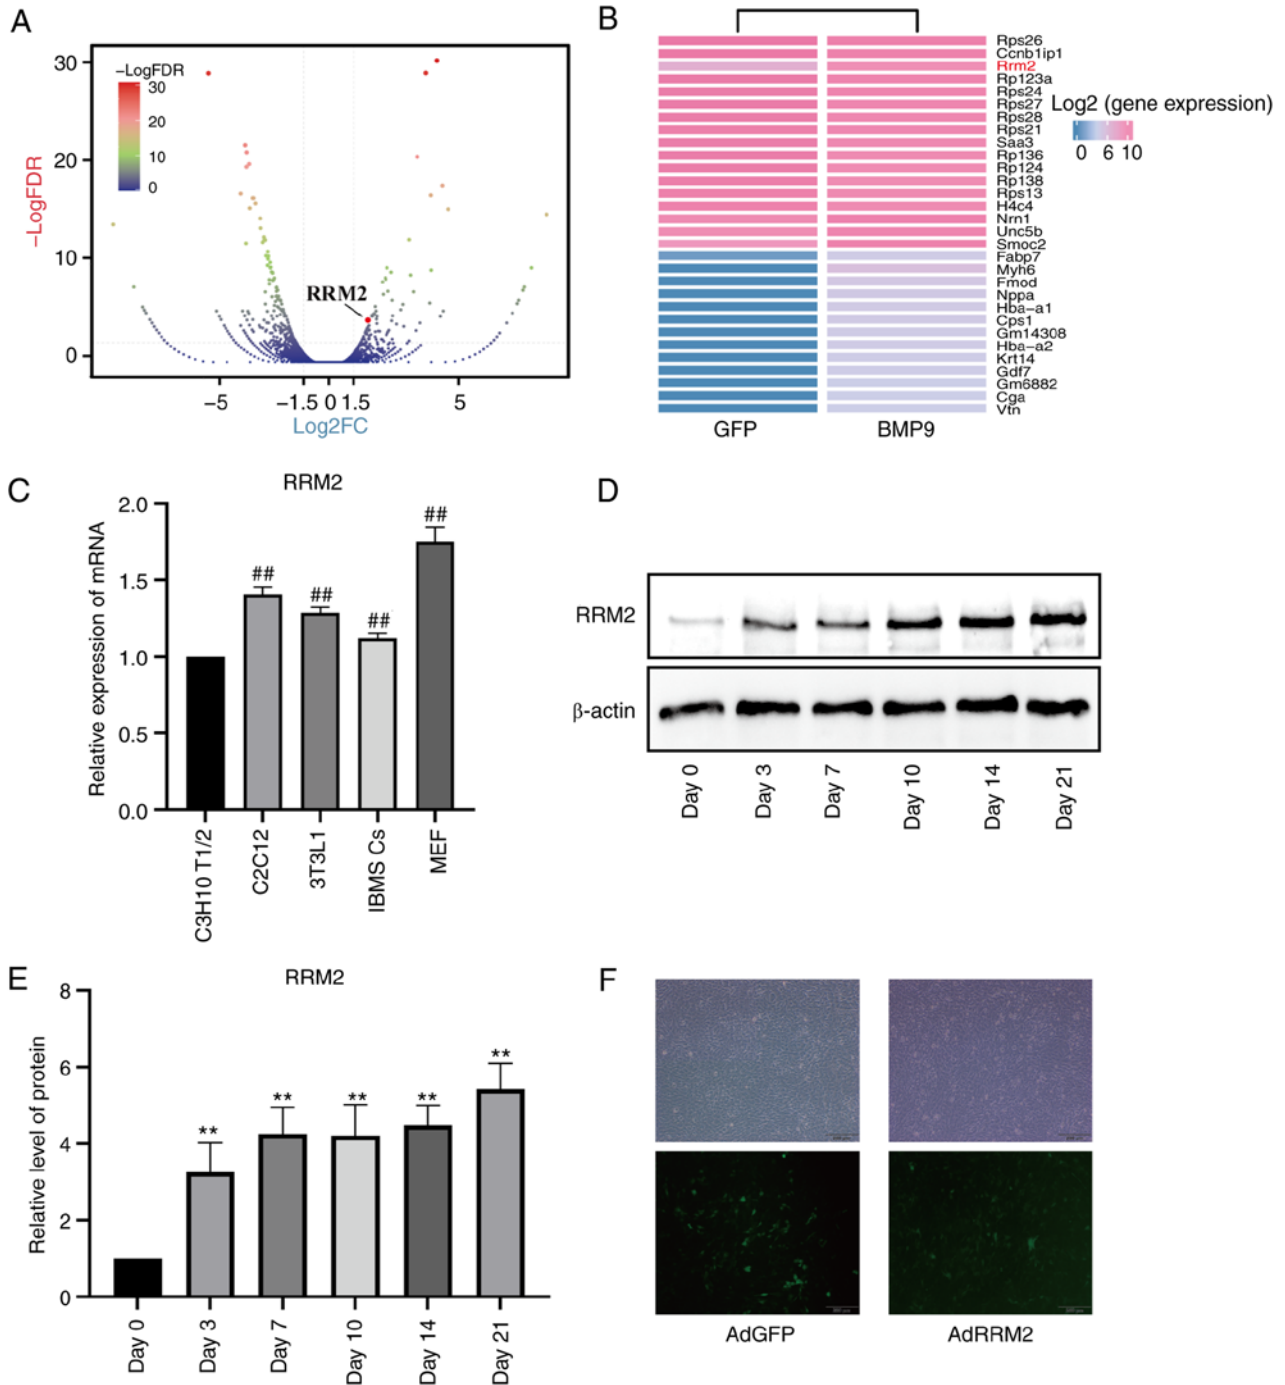 A
−LogFDR
30
20
10
0
30
20
10
0
−LogFDR
RRM2
−5
−1.5
0
1.5
5
Log2FC
B
Rps26
Ccnb1ip1
Rrm2
Rp123a
Rps24
Rps27
Rps28
Rps21
Saa3
Rp136
Rp124
Rp138
Rps13
H4c4
Nrn1
Unc5b
Smoc2
Fabp7
Myh6
Fmod
Nppa
Hba−a1
Cps1
Gm14308
Hba−a2
Krt14
Gdf7
Gm6882
Cga
Vtn
Log2 (gene expression)
0 6 10
GFP
BMP9
C
RRM2
Relative expression of mRNA
2.0
1.5
1.0
0.5
0.0
##
##
##
##
C3H10 T1/2
C2C12
3T3L1
IBMS Cs
MEF
D
RRM2
β-actin
Day 0
Day 3
Day 7
Day 10
Day 14
Day 21
E
RRM2
Relative level of protein
8
6
4
2
0
**
**
**
**
**
Day 0
Day 3
Day 7
Day 10
Day 14
Day 21
F
AdGFP
AdRRM2